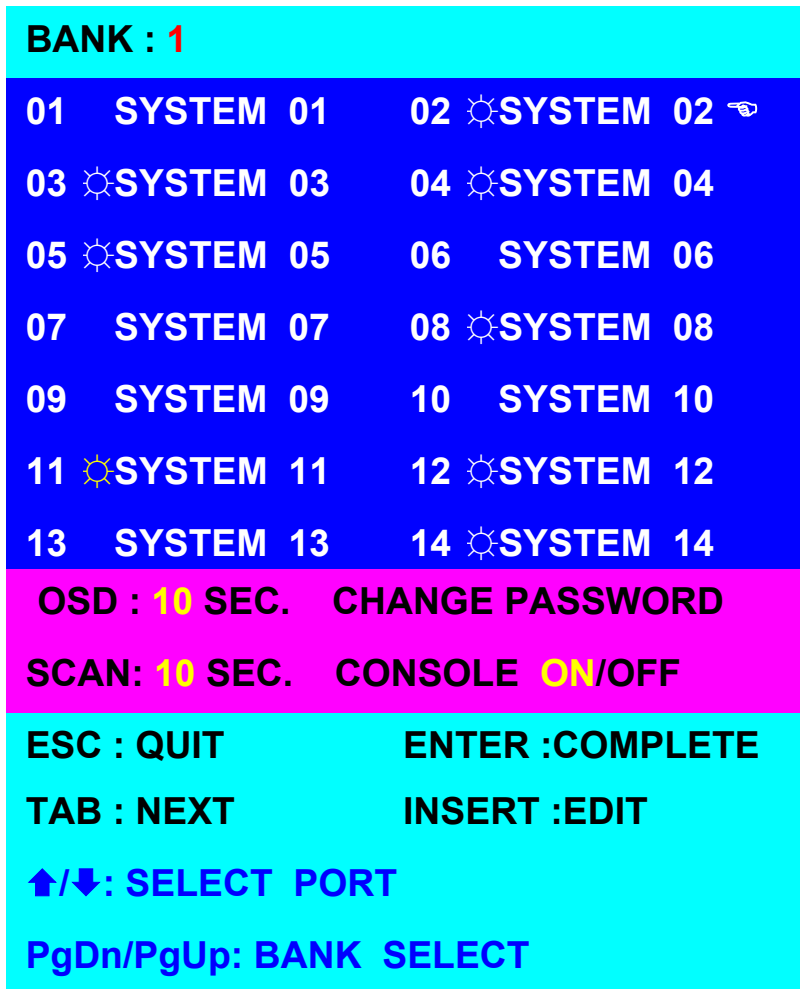 BANK : 1
01 SYSTEM 01 02 ☼SYSTEM 02 ☜
03 ☼SYSTEM 03 04 ☼SYSTEM 04
05 ☼SYSTEM 05 06 SYSTEM 06
07 SYSTEM 07 08 ☼SYSTEM 08
09 SYSTEM 09 10 SYSTEM 10
11 ☼SYSTEM 11 12 ☼SYSTEM 12
13 SYSTEM 13 14 ☼SYSTEM 14
OSD : 10 SEC. CHANGE PASSWORD
SCAN: 10 SEC. CONSOLE ON/OFF
ESC : QUIT ENTER :COMPLETE
TAB : NEXT INSERT :EDIT
🡅/🡇: SELECT PORT
PgDn/PgUp: BANK SELECT